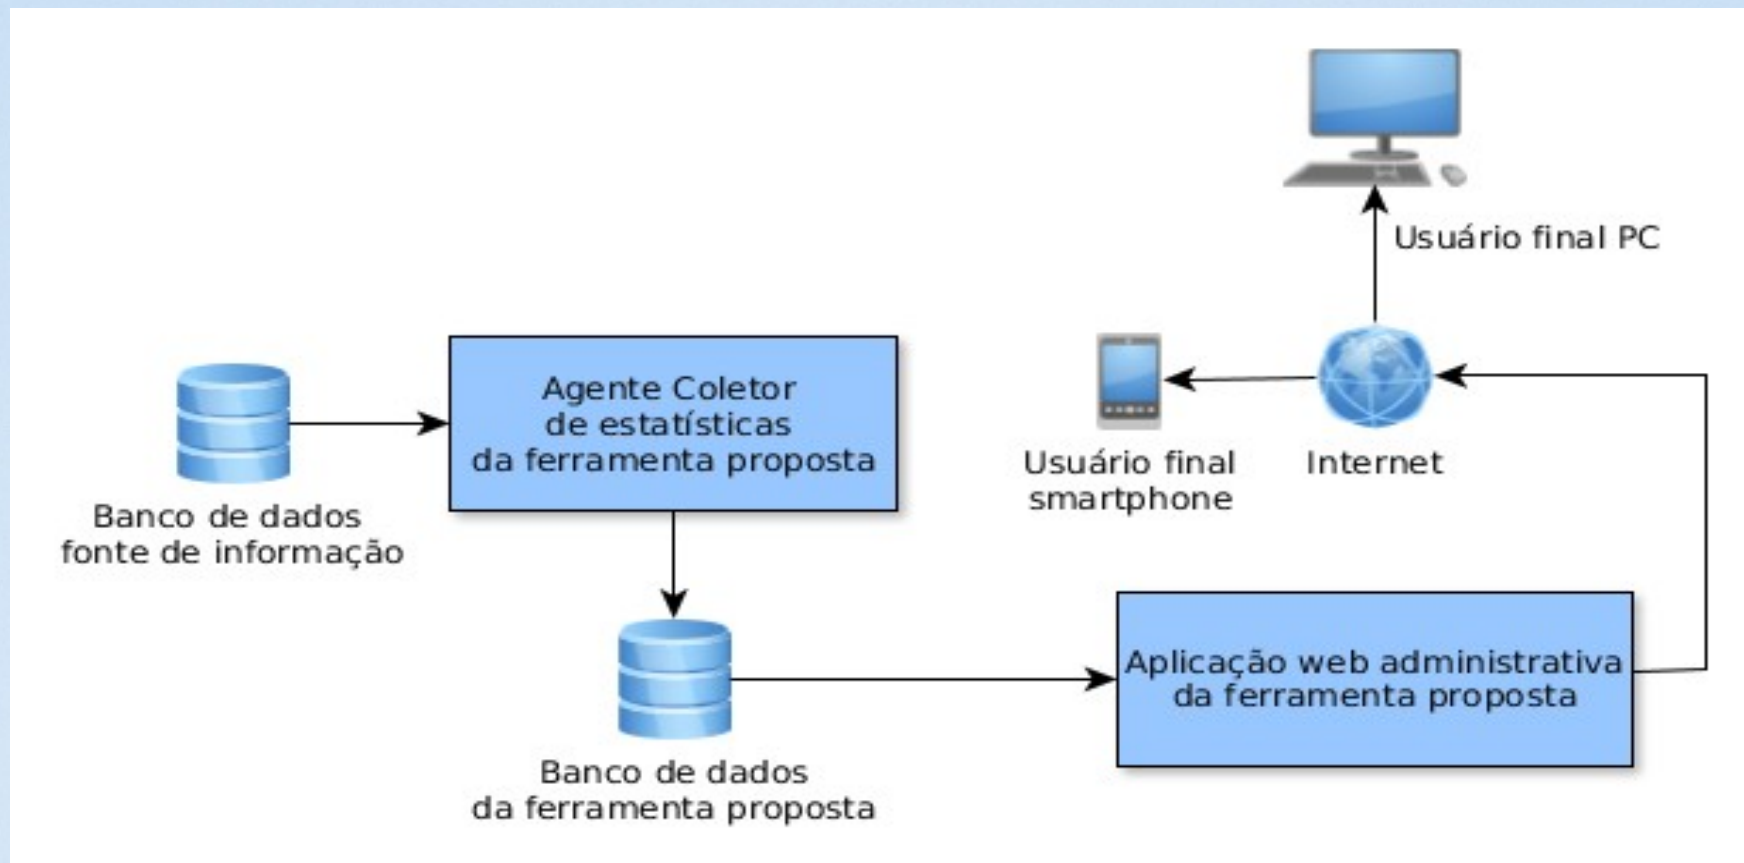 Usuário final PC
Agente Coletor
de estatísticas
da ferramenta proposta
Usuário final
smartphone
Internet
Banco de dados
fonte de informação
Aplicação web administrativa
da ferramenta proposta
Banco de dados
da ferramenta proposta